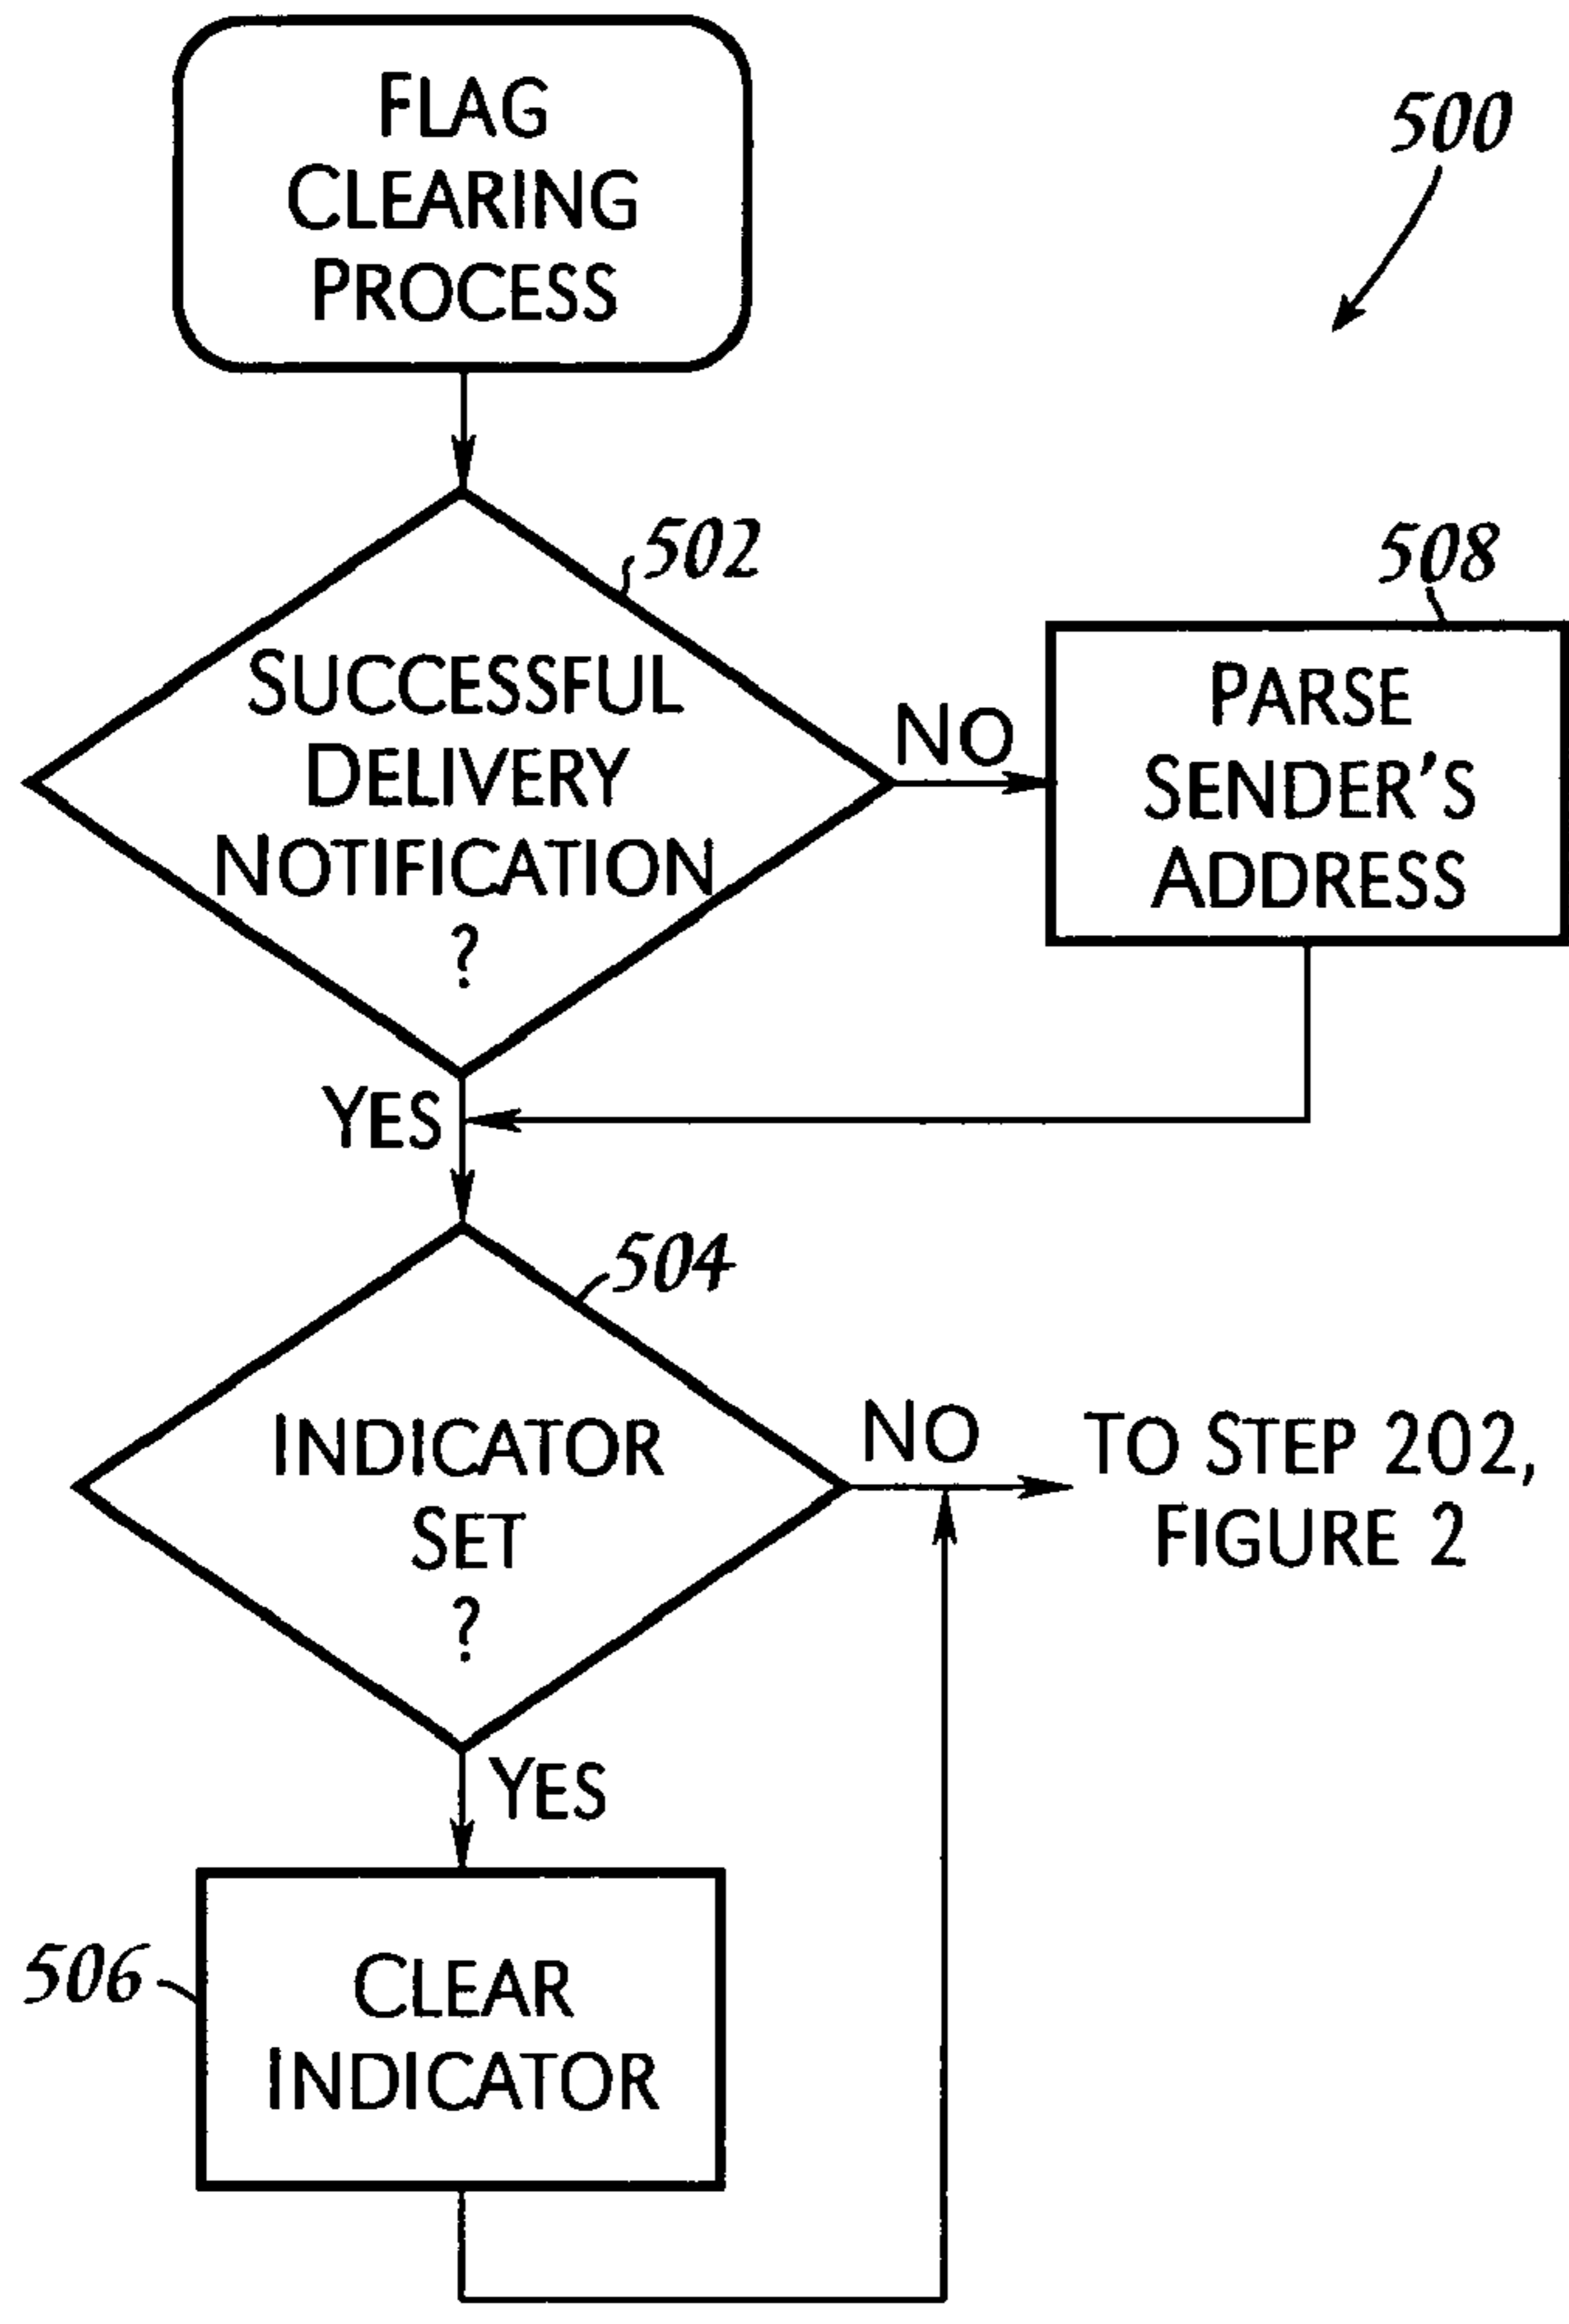 FLAG
CLEARING
PROCESS
500
502
SUCCESSFUL
DELIVERY
NOTIFICATION
?
NO
508
PARSE
SENDER'S
ADDRESS
YES
504
INDICATOR
SET
?
NO
TO STEP 202,
FIGURE 2
YES
506
CLEAR
INDICATOR